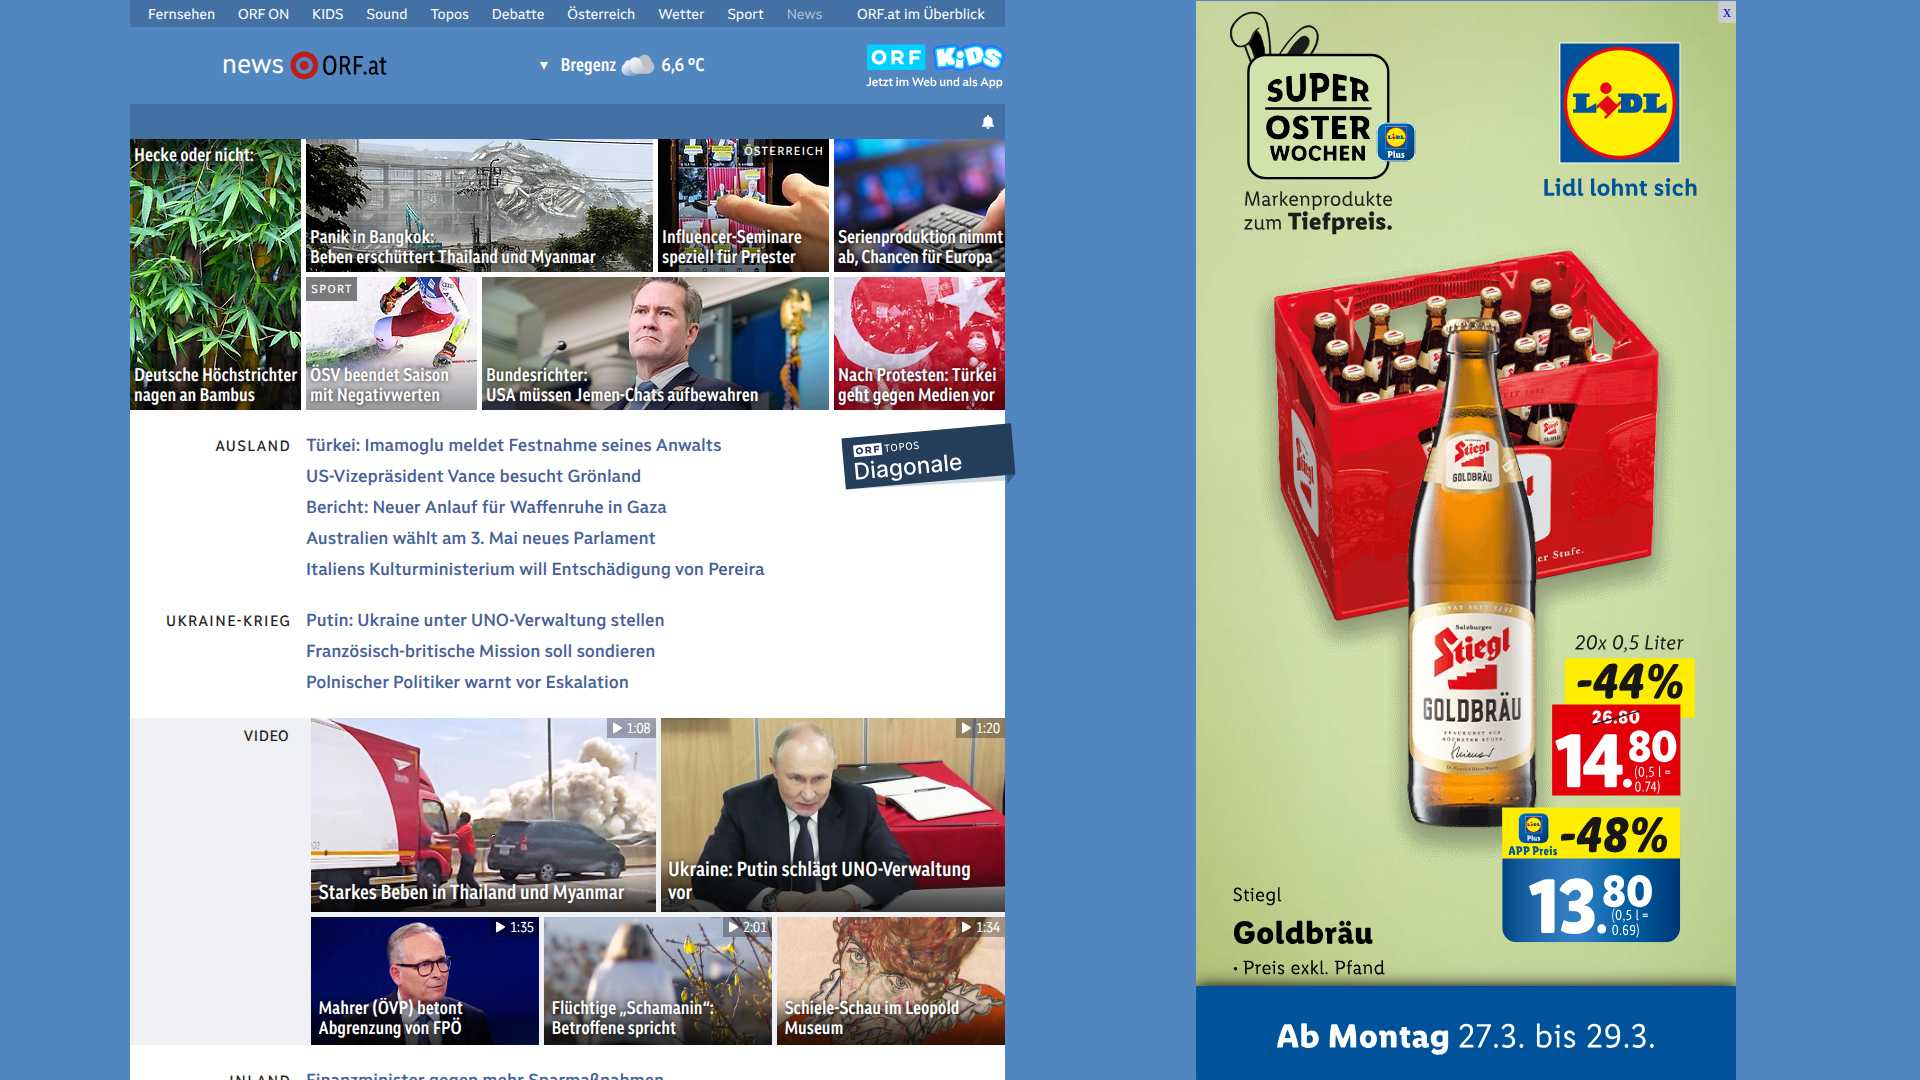 Fernsehen ORF ON KIDS Sound Topos Debatte Österreich Wetter Sport News ORF.at im Überblick
news ORF.at
▼ Bregenz 6,6 °C
ORF KIDS
Jetzt im Web und als App
Hecke oder nicht:
Deutsche Höchstrichter
nagen an Bambus
Panik in Bangkok:
Beben erschüttert Thailand und Myanmar
ÖSTERREICH
Influencer-Seminare
speziell für Priester
Serienproduktion nimmt
ab, Chancen für Europa
SPORT
ÖSV beendet Saison
mit Negativwerten
Bundesrichter:
USA müssen Jemen-Chats aufbewahren
Nach Protesten: Türkei
geht gegen Medien vor
AUSLAND
Türkei: Imamoglu meldet Festnahme seines Anwalts
US-Vizepräsident Vance besucht Grönland
Bericht: Neuer Anlauf für Waffenruhe in Gaza
Australien wählt am 3. Mai neues Parlament
Italiens Kulturministerium will Entschädigung von Pereira
ORF TOPOS
Diagonale
UKRAINE-KRIEG
Putin: Ukraine unter UNO-Verwaltung stellen
Französisch-britische Mission soll sondieren
Polnischer Politiker warnt vor Eskalation
VIDEO
1:08
Starkes Beben in Thailand und Myanmar
1:20
Ukraine: Putin schlägt UNO-Verwaltung
vor
1:35
Mahrer (ÖVP) betont
Abgrenzung von FPÖ
2:01
Flüchtige „Schamanin“:
Betroffene spricht
1:34
Schiele-Schau im Leopold
Museum
INLAND
Finanzminister gegen mehr Sparmaßnahmen
x
SUPER
OSTER
WOCHEN
LIDL
Plus
Markenprodukte
zum Tiefpreis.
LIDL
Lidl lohnt sich
Stiegl
GOLDBRÄU
Salzburger
Stiegl
GOLDBRÄU
BRAUKUNST AUF
HÖCHSTER STUFE.
er Stufe.
20x 0,5 Liter
-44%
26.80
14.80
(0,5 l =
0.74)
LIDL
Plus
APP Preis
-48%
13.80
(0,5 l =
0.69)
Stiegl
Goldbräu
• Preis exkl. Pfand
Ab Montag 27.3. bis 29.3.